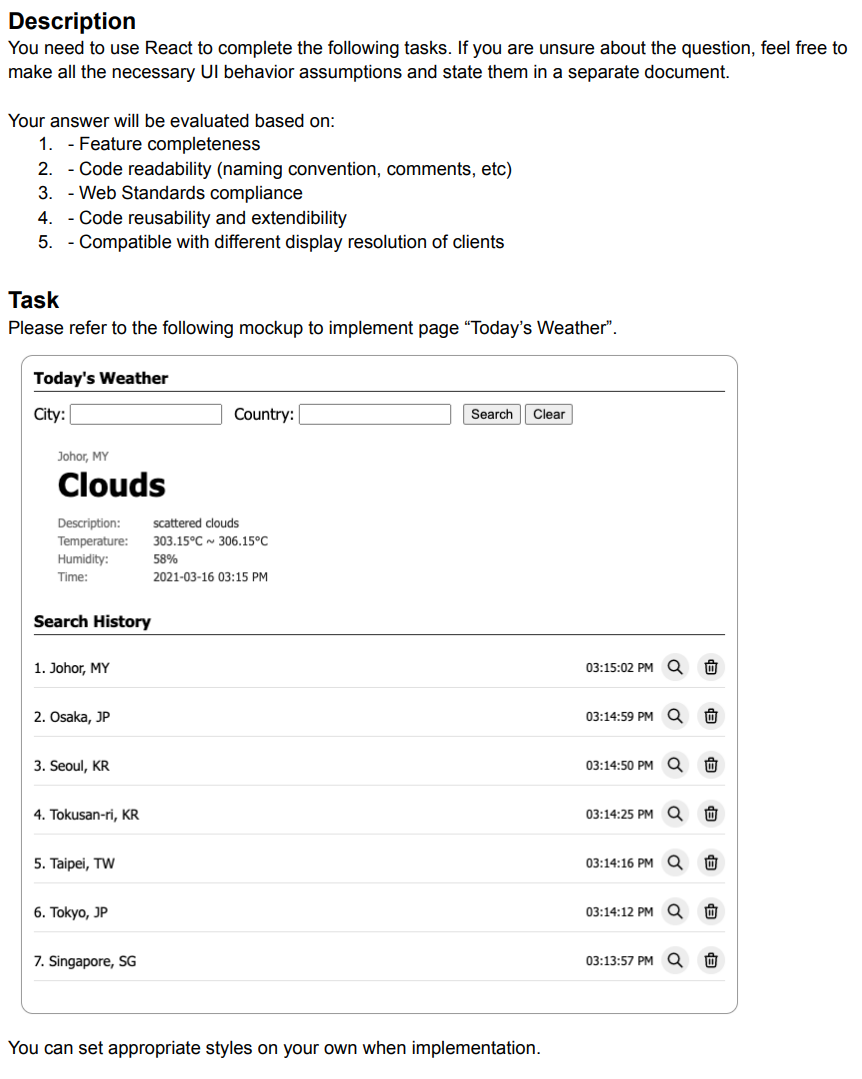 Description
You need to use React to complete the following tasks. If you are unsure about the question, feel free to
make all the necessary UI behavior assumptions and state them in a separate document.
Your answer will be evaluated based on:
1. - Feature completeness
2. - Code readability (naming convention, comments, etc)
3. - Web Standards compliance
4. - Code reusability and extendibility
5. - Compatible with different display resolution of clients
Task
Please refer to the following mockup to implement page “Today’s Weather”.
Today's Weather
City: Country: Search Clear
Johor, MY
Clouds
Description: scattered clouds
Temperature: 303.15°C ~ 306.15°C
Humidity: 58%
Time: 2021-03-16 03:15 PM
Search History
1. Johor, MY 03:15:02 PM
2. Osaka, JP 03:14:59 PM
3. Seoul, KR 03:14:50 PM
4. Tokusan-ri, KR 03:14:25 PM
5. Taipei, TW 03:14:16 PM
6. Tokyo, JP 03:14:12 PM
7. Singapore, SG 03:13:57 PM
You can set appropriate styles on your own when implementation.